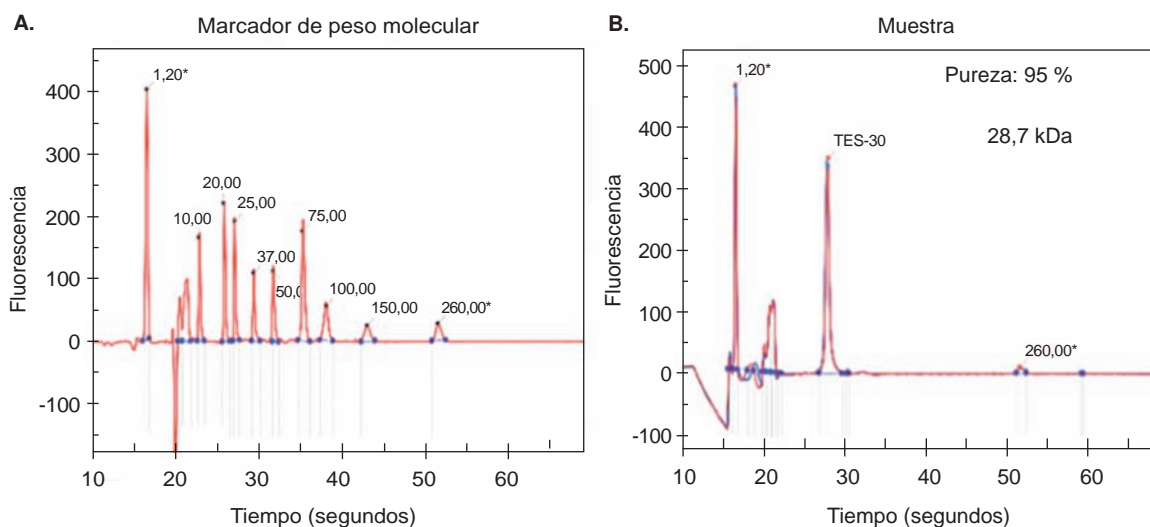 A.
Marcador de peso molecular
Fluorescencia
400
300
200
100
0
-100
1,20*
10,00
20,00
25,00
37,00
50,0
75,00
100,00
150,00
260,00*
10 20 30 40 50 60
Tiempo (segundos)
B.
Muestra
Pureza: 95 %
28,7 kDa
Fluorescencia
500
400
300
200
100
0
-100
1,20*
TES-30
260,00*
10 20 30 40 50 60
Tiempo (segundos)